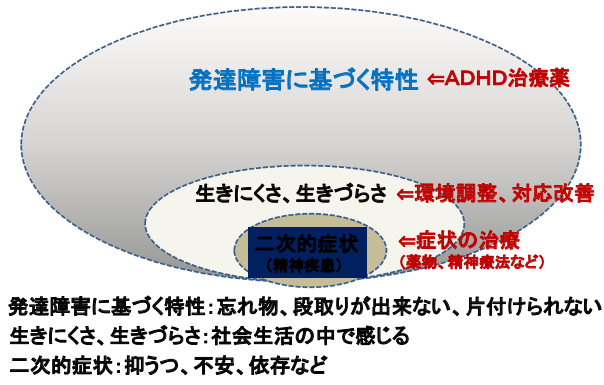 発達障害に基づく特性 ⇐ADHD治療薬
生きにくさ、生きづらさ ⇐環境調整、対応改善
二次的症状 ⇐症状の治療
（精神疾患） （薬物、精神療法など）
発達障害に基づく特性：忘れ物、段取りが出来ない、片付けられない
生きにくさ、生きづらさ：社会生活の中で感じる
二次的症状：抑うつ、不安、依存など